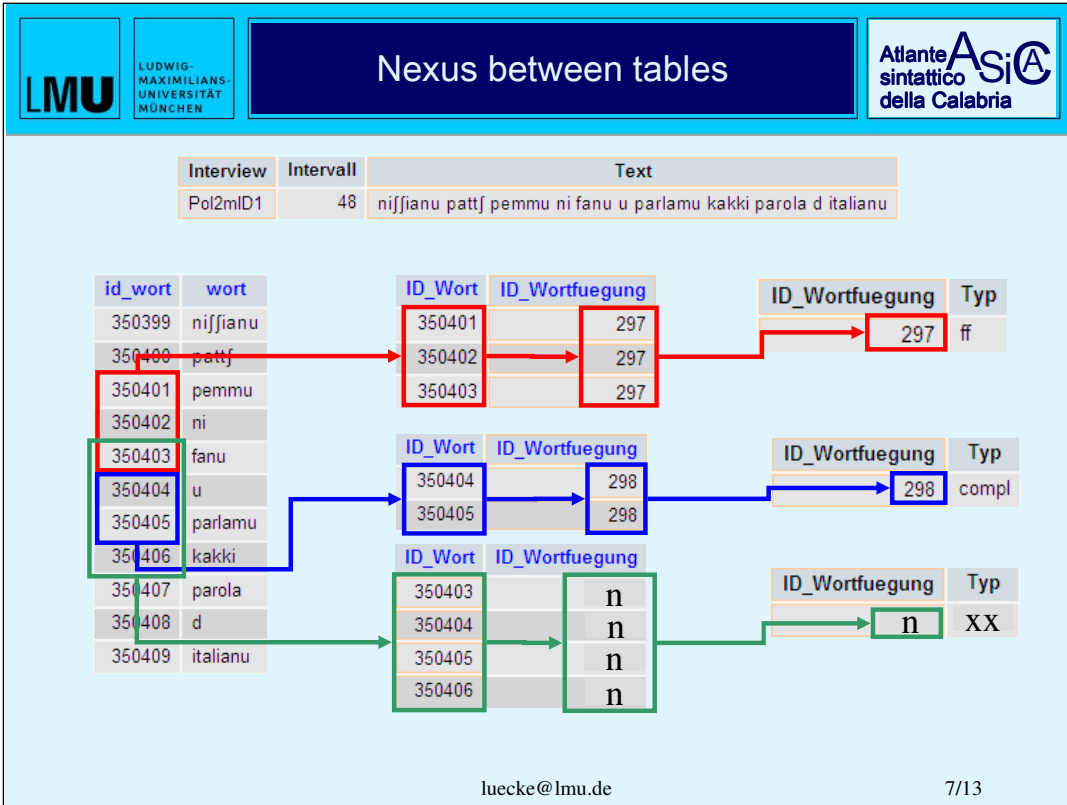 LMU
LUDWIG-
MAXIMILIANS-
UNIVERSITÄT
MÜNCHEN
Nexus between tables
Atlante ASiCA
sintattico
della Calabria
Interview Intervall Text
Pol2mID1 48 niʃʃianu pattʃ pemmu ni fanu u parlamu kakki parola d italianu
id_wort wort
350399 niʃʃianu
350400 pattʃ
350401 pemmu
350402 ni
350403 fanu
350404 u
350405 parlamu
350406 kakki
350407 parola
350408 d
350409 italianu
ID_Wort ID_Wortfuegung
350401 297
350402 297
350403 297
ID_Wortfuegung Typ
297 ff
ID_Wort ID_Wortfuegung
350404 298
350405 298
ID_Wortfuegung Typ
298 compl
ID_Wort ID_Wortfuegung
350403 n
350404 n
350405 n
350406 n
ID_Wortfuegung Typ
n xx
luecke@lmu.de 7/13